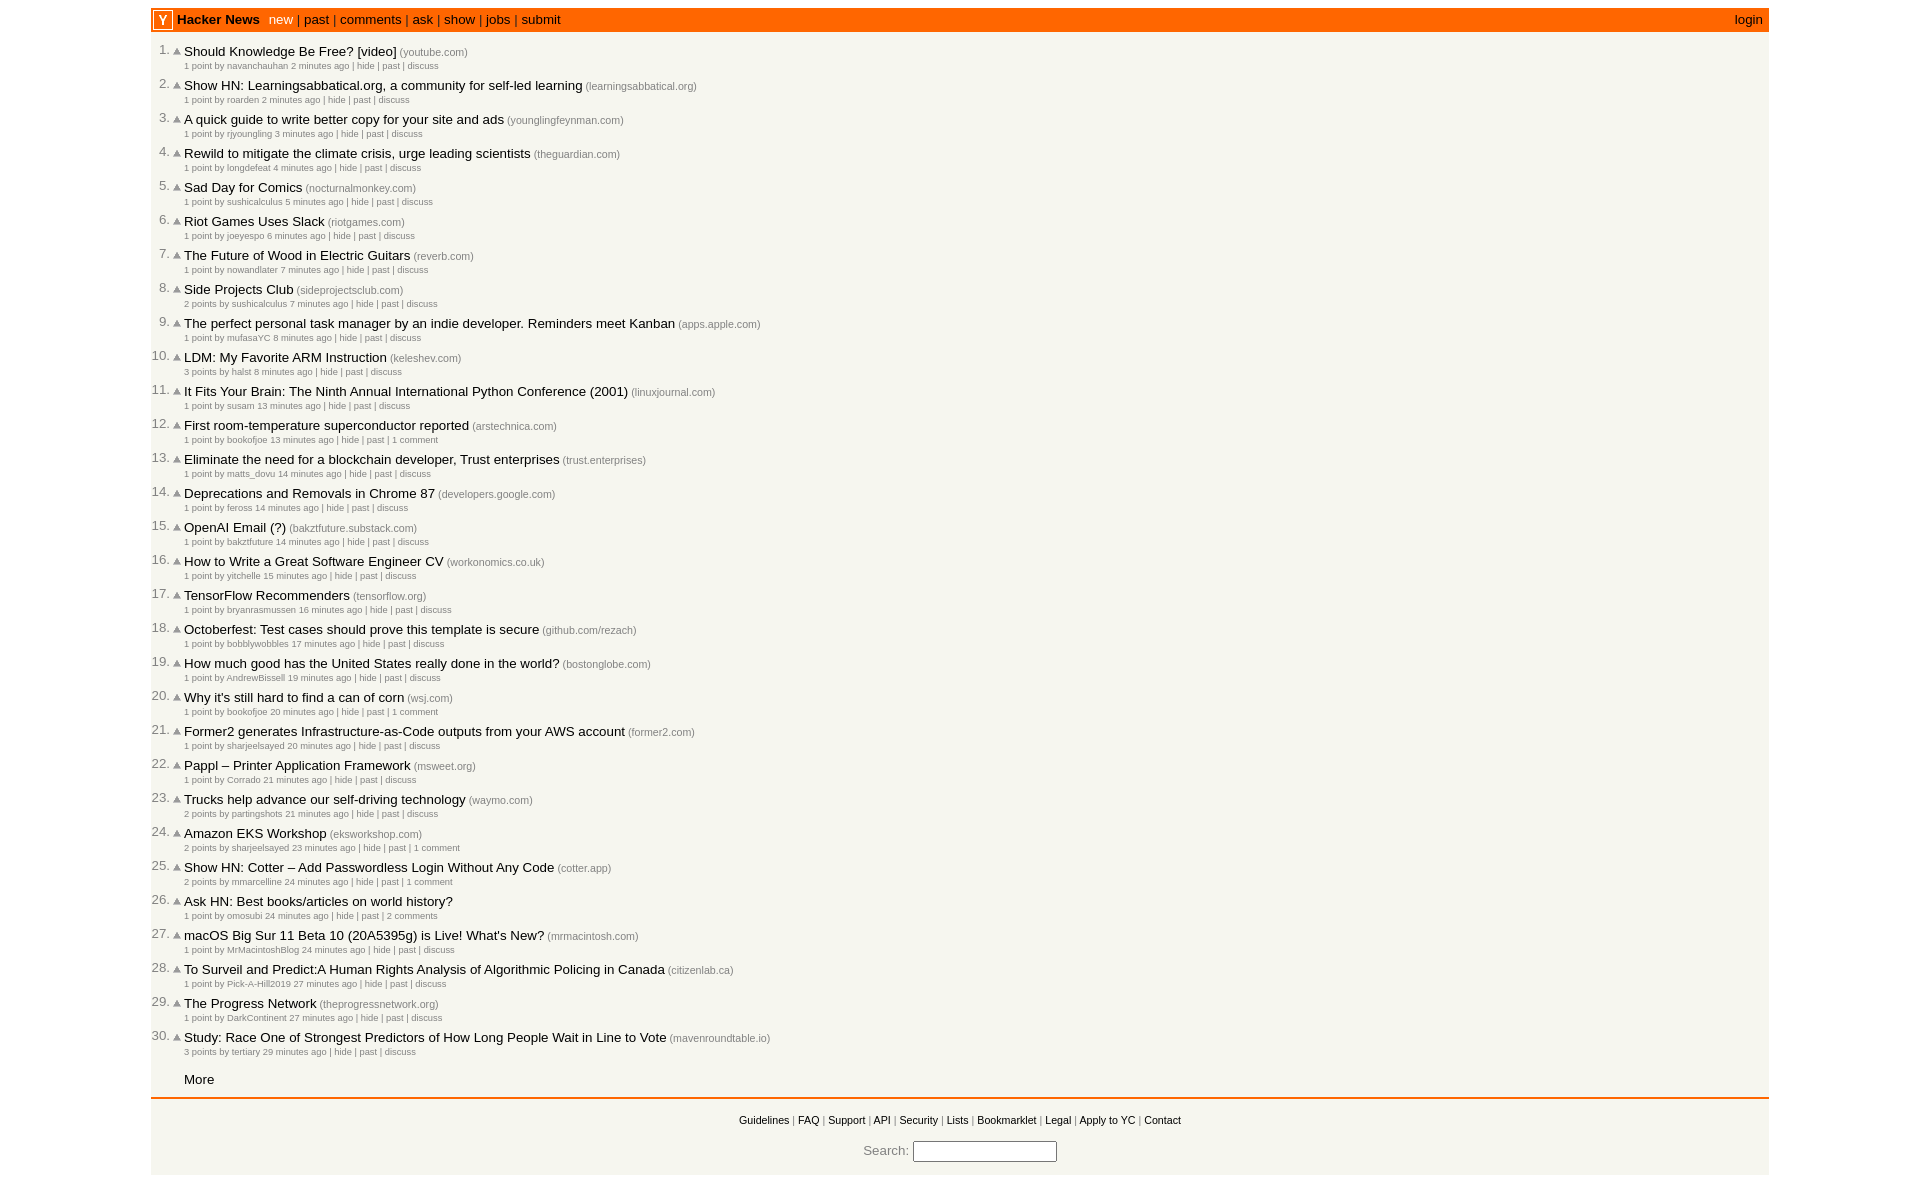 Y Hacker News new | past | comments | ask | show | jobs | submit login
1. Should Knowledge Be Free? [video] (youtube.com)
1 point by navanchauhan 2 minutes ago | hide | past | discuss
2. Show HN: Learningsabbatical.org, a community for self-led learning (learningsabbatical.org)
1 point by roarden 2 minutes ago | hide | past | discuss
3. A quick guide to write better copy for your site and ads (younglingfeynman.com)
1 point by rjyoungling 3 minutes ago | hide | past | discuss
4. Rewild to mitigate the climate crisis, urge leading scientists (theguardian.com)
1 point by longdefeat 4 minutes ago | hide | past | discuss
5. Sad Day for Comics (nocturnalmonkey.com)
1 point by sushicalculus 5 minutes ago | hide | past | discuss
6. Riot Games Uses Slack (riotgames.com)
1 point by joeyespo 6 minutes ago | hide | past | discuss
7. The Future of Wood in Electric Guitars (reverb.com)
1 point by nowandlater 7 minutes ago | hide | past | discuss
8. Side Projects Club (sideprojectsclub.com)
2 points by sushicalculus 7 minutes ago | hide | past | discuss
9. The perfect personal task manager by an indie developer. Reminders meet Kanban (apps.apple.com)
1 point by mufasaYC 8 minutes ago | hide | past | discuss
10. LDM: My Favorite ARM Instruction (keleshev.com)
3 points by halst 8 minutes ago | hide | past | discuss
11. It Fits Your Brain: The Ninth Annual International Python Conference (2001) (linuxjournal.com)
1 point by susam 13 minutes ago | hide | past | discuss
12. First room-temperature superconductor reported (arstechnica.com)
1 point by bookofjoe 13 minutes ago | hide | past | 1 comment
13. Eliminate the need for a blockchain developer, Trust enterprises (trust.enterprises)
1 point by matts_dovu 14 minutes ago | hide | past | discuss
14. Deprecations and Removals in Chrome 87 (developers.google.com)
1 point by feross 14 minutes ago | hide | past | discuss
15. OpenAI Email (?) (bakztfuture.substack.com)
1 point by bakztfuture 14 minutes ago | hide | past | discuss
16. How to Write a Great Software Engineer CV (workonomics.co.uk)
1 point by yitchelle 15 minutes ago | hide | past | discuss
17. TensorFlow Recommenders (tensorflow.org)
1 point by bryanrasmussen 16 minutes ago | hide | past | discuss
18. Octoberfest: Test cases should prove this template is secure (github.com/rezach)
1 point by bobblywobbles 17 minutes ago | hide | past | discuss
19. How much good has the United States really done in the world? (bostonglobe.com)
1 point by AndrewBissell 19 minutes ago | hide | past | discuss
20. Why it's still hard to find a can of corn (wsj.com)
1 point by bookofjoe 20 minutes ago | hide | past | 1 comment
21. Former2 generates Infrastructure-as-Code outputs from your AWS account (former2.com)
1 point by sharjeelsayed 20 minutes ago | hide | past | discuss
22. Pappl – Printer Application Framework (msweet.org)
1 point by Corrado 21 minutes ago | hide | past | discuss
23. Trucks help advance our self-driving technology (waymo.com)
2 points by partingshots 21 minutes ago | hide | past | discuss
24. Amazon EKS Workshop (eksworkshop.com)
2 points by sharjeelsayed 23 minutes ago | hide | past | 1 comment
25. Show HN: Cotter – Add Passwordless Login Without Any Code (cotter.app)
2 points by mmarcelline 24 minutes ago | hide | past | 1 comment
26. Ask HN: Best books/articles on world history?
1 point by omosubi 24 minutes ago | hide | past | 2 comments
27. macOS Big Sur 11 Beta 10 (20A5395g) is Live! What's New? (mrmacintosh.com)
1 point by MrMacintoshBlog 24 minutes ago | hide | past | discuss
28. To Surveil and Predict:A Human Rights Analysis of Algorithmic Policing in Canada (citizenlab.ca)
1 point by Pick-A-Hill2019 27 minutes ago | hide | past | discuss
29. The Progress Network (theprogressnetwork.org)
1 point by DarkContinent 27 minutes ago | hide | past | discuss
30. Study: Race One of Strongest Predictors of How Long People Wait in Line to Vote (mavenroundtable.io)
3 points by tertiary 29 minutes ago | hide | past | discuss
More
Guidelines | FAQ | Support | API | Security | Lists | Bookmarklet | Legal | Apply to YC | Contact
Search: